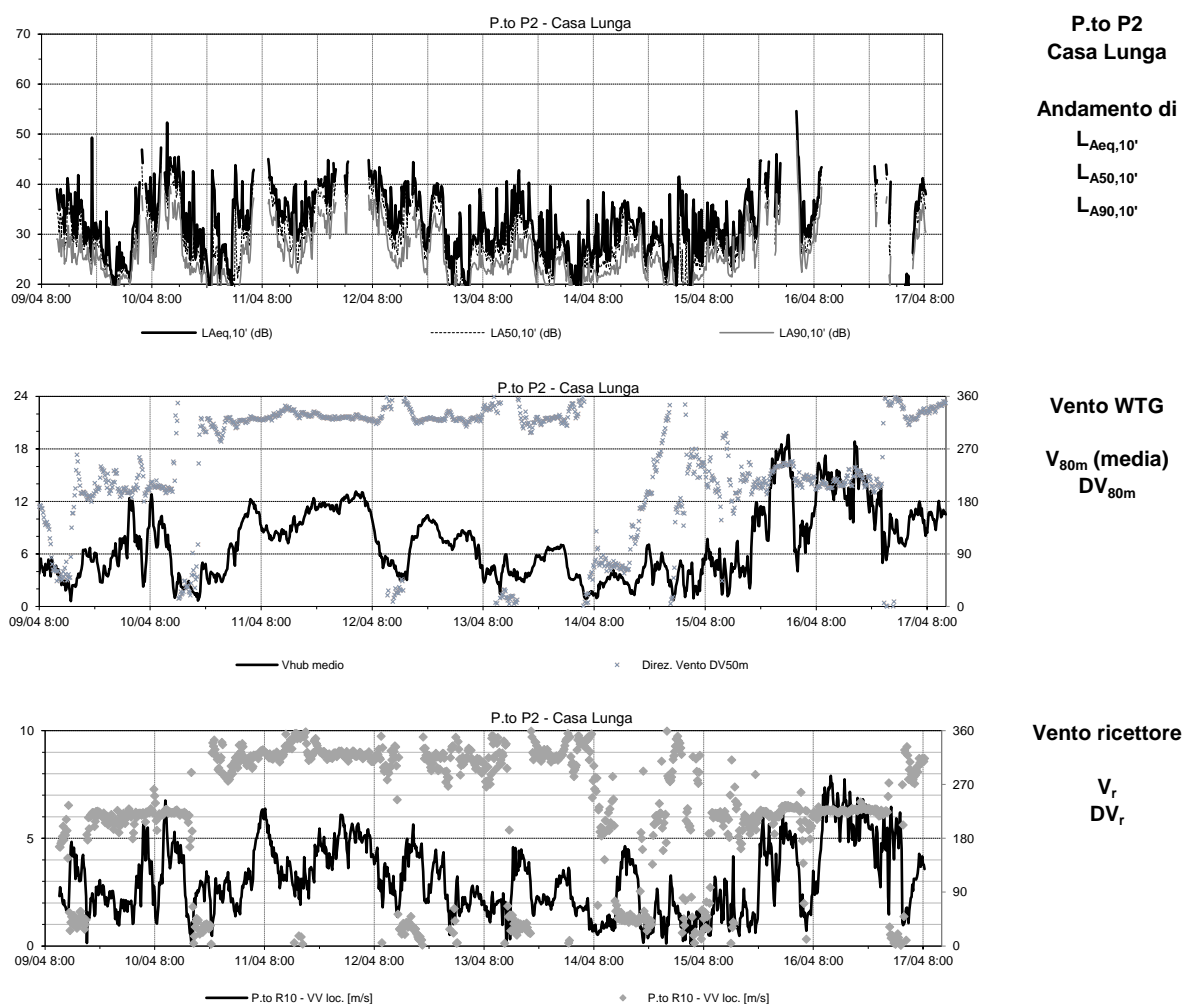 P.to P2 - Casa Lunga
70
60
50
40
30
20
09/04 8:00 10/04 8:00 11/04 8:00 12/04 8:00 13/04 8:00 14/04 8:00 15/04 8:00 16/04 8:00 17/04 8:00
LAeq,10' (dB) LA50,10' (dB) LA90,10' (dB)
P.to P2
Casa Lunga
Andamento di
LAeq,10'
LA50,10'
LA90,10'
P.to P2 - Casa Lunga
24 360
18 270
12 180
6 90
0 0
09/04 8:00 10/04 8:00 11/04 8:00 12/04 8:00 13/04 8:00 14/04 8:00 15/04 8:00 16/04 8:00 17/04 8:00
Vhub medio Direz. Vento DV50m
Vento WTG
V80m (media)
DV80m
P.to P2 - Casa Lunga
10 360
270
5 180
90
0 0
09/04 8:00 10/04 8:00 11/04 8:00 12/04 8:00 13/04 8:00 14/04 8:00 15/04 8:00 16/04 8:00 17/04 8:00
P.to R10 - VV loc. [m/s] P.to R10 - VV loc. [m/s]
Vento ricettore
Vr
DVr